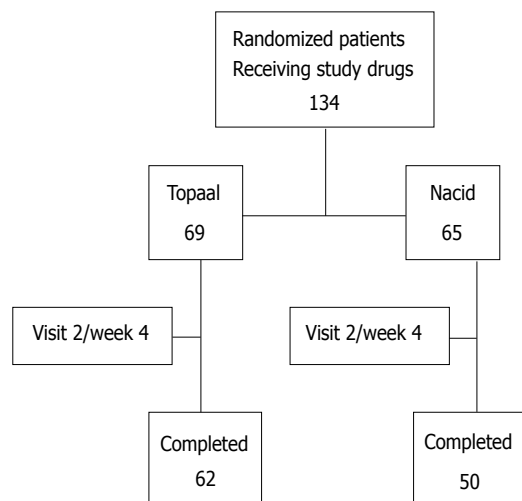 Randomized patients
Receiving study drugs
134
Topaal
69
Nacid
65
Visit 2/week 4
Visit 2/week 4
Completed
62
Completed
50